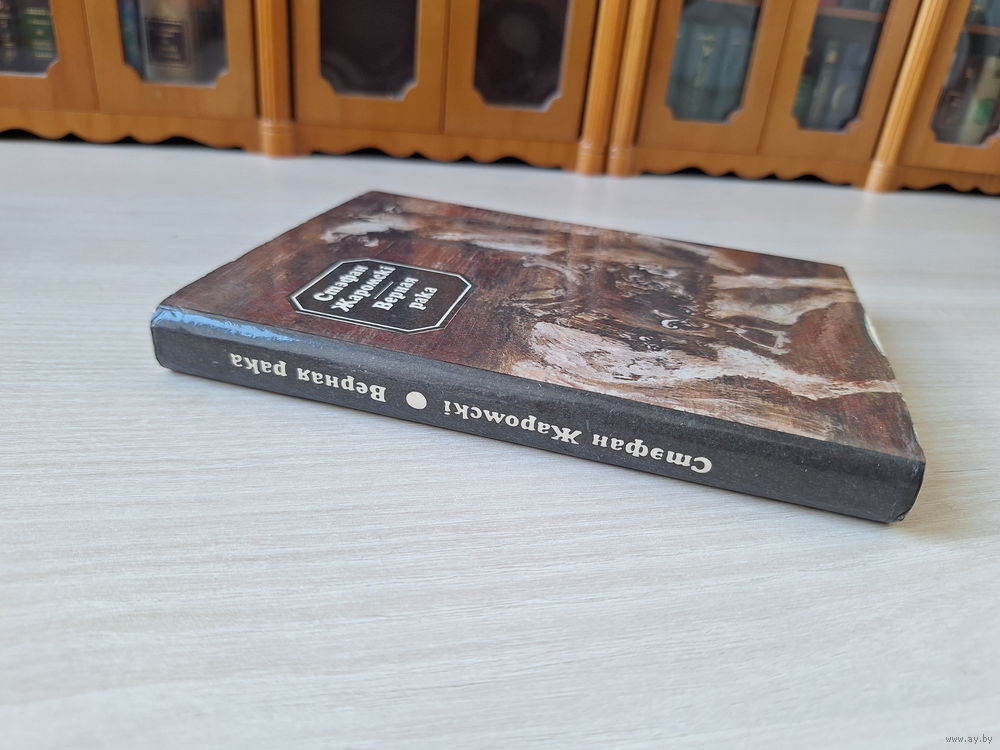 Стэфан
Жаромскі
Верная
рака
Стэфан Жаромскі ● Верная рака
www.ay.by